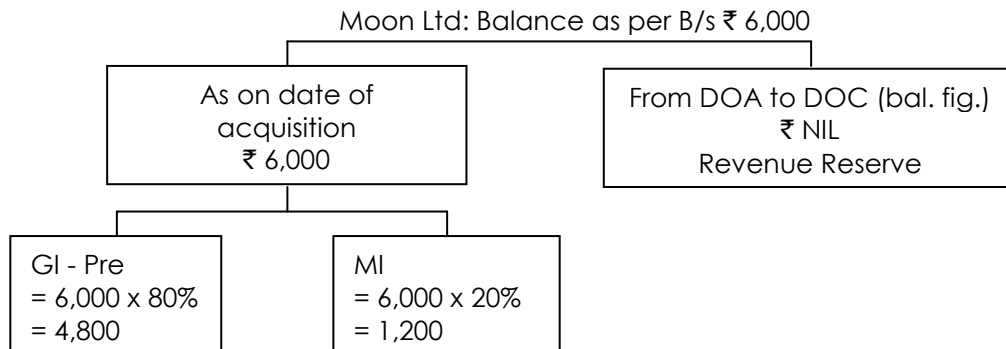 Moon Ltd: Balance as per B/s ₹ 6,000
As on date of
acquisition
₹ 6,000
From DOA to DOC (bal. fig.)
₹ NIL
Revenue Reserve
GI - Pre
= 6,000 x 80%
= 4,800
MI
= 6,000 x 20%
= 1,200